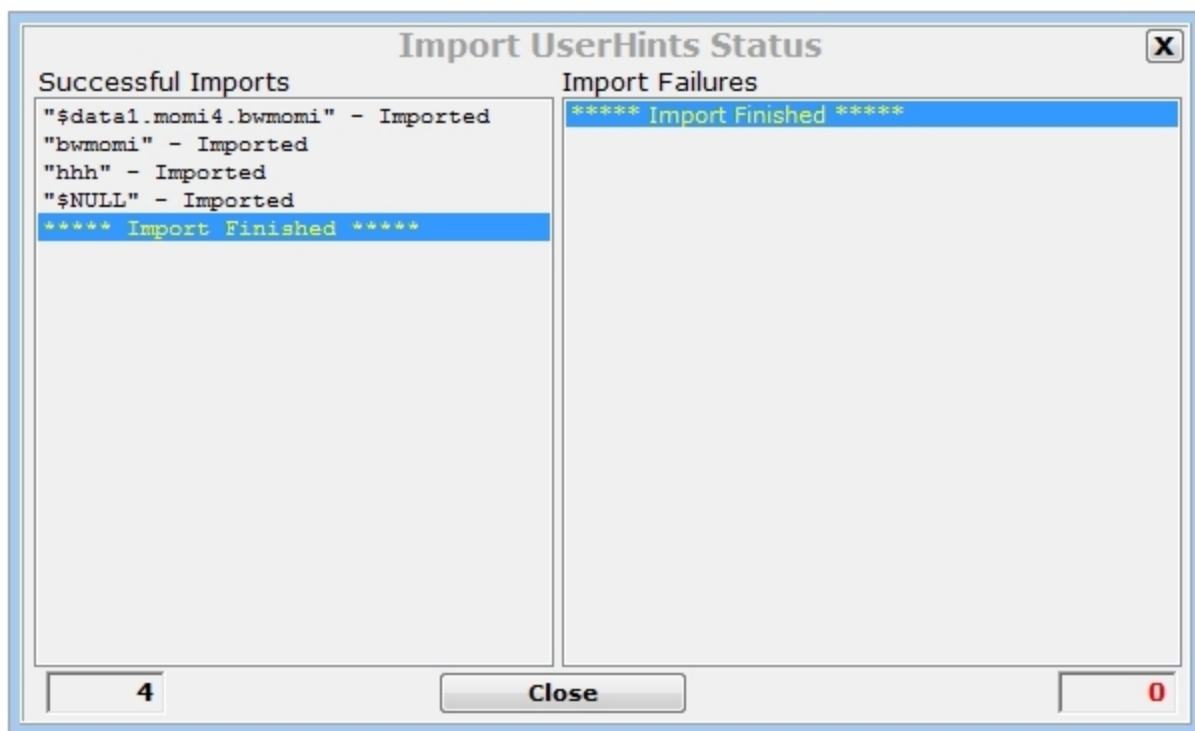 Import UserHints Status
X
Successful Imports
Import Failures
"$data1.momi4.bwmomi" - Imported
"bwmomi" - Imported
"hhh" - Imported
"$NULL" - Imported
***** Import Finished *****
***** Import Finished *****
4
Close
0